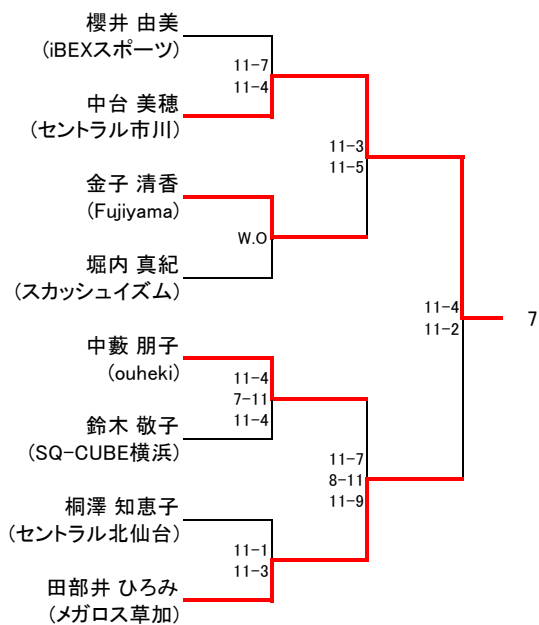 櫻井 由美
(iBEXスポーツ)
11-7
11-4
中台 美穂
(セントラル市川)
11-3
11-5
金子 清香
(Fujiyama)
W.O
堀内 真紀
(スカッシュイズム)
11-4
11-2
7
中藪 朋子
(ouheki)
11-4
7-11
11-4
鈴木 敬子
(SQ-CUBE横浜)
11-7
8-11
11-9
桐澤 知恵子
(セントラル北仙台)
11-1
11-3
田部井 ひろみ
(メガロス草加)